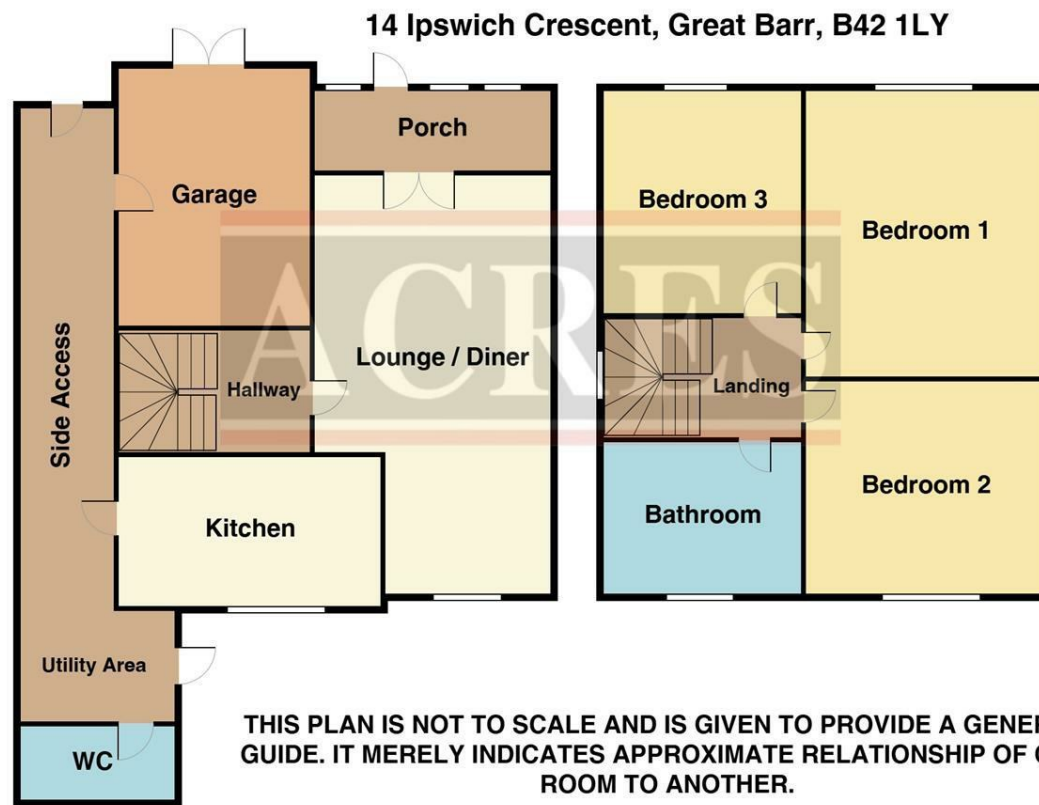 14 Ipswich Crescent, Great Barr, B42 1LY
Porch
Garage
Bedroom 3
Bedroom 1
ACRES
Side Access
Lounge / Diner
Hallway
Landing
Kitchen
Bathroom
Bedroom 2
Utility Area
WC
THIS PLAN IS NOT TO SCALE AND IS GIVEN TO PROVIDE A GENER
GUIDE. IT MERELY INDICATES APPROXIMATE RELATIONSHIP OF
ROOM TO ANOTHER.